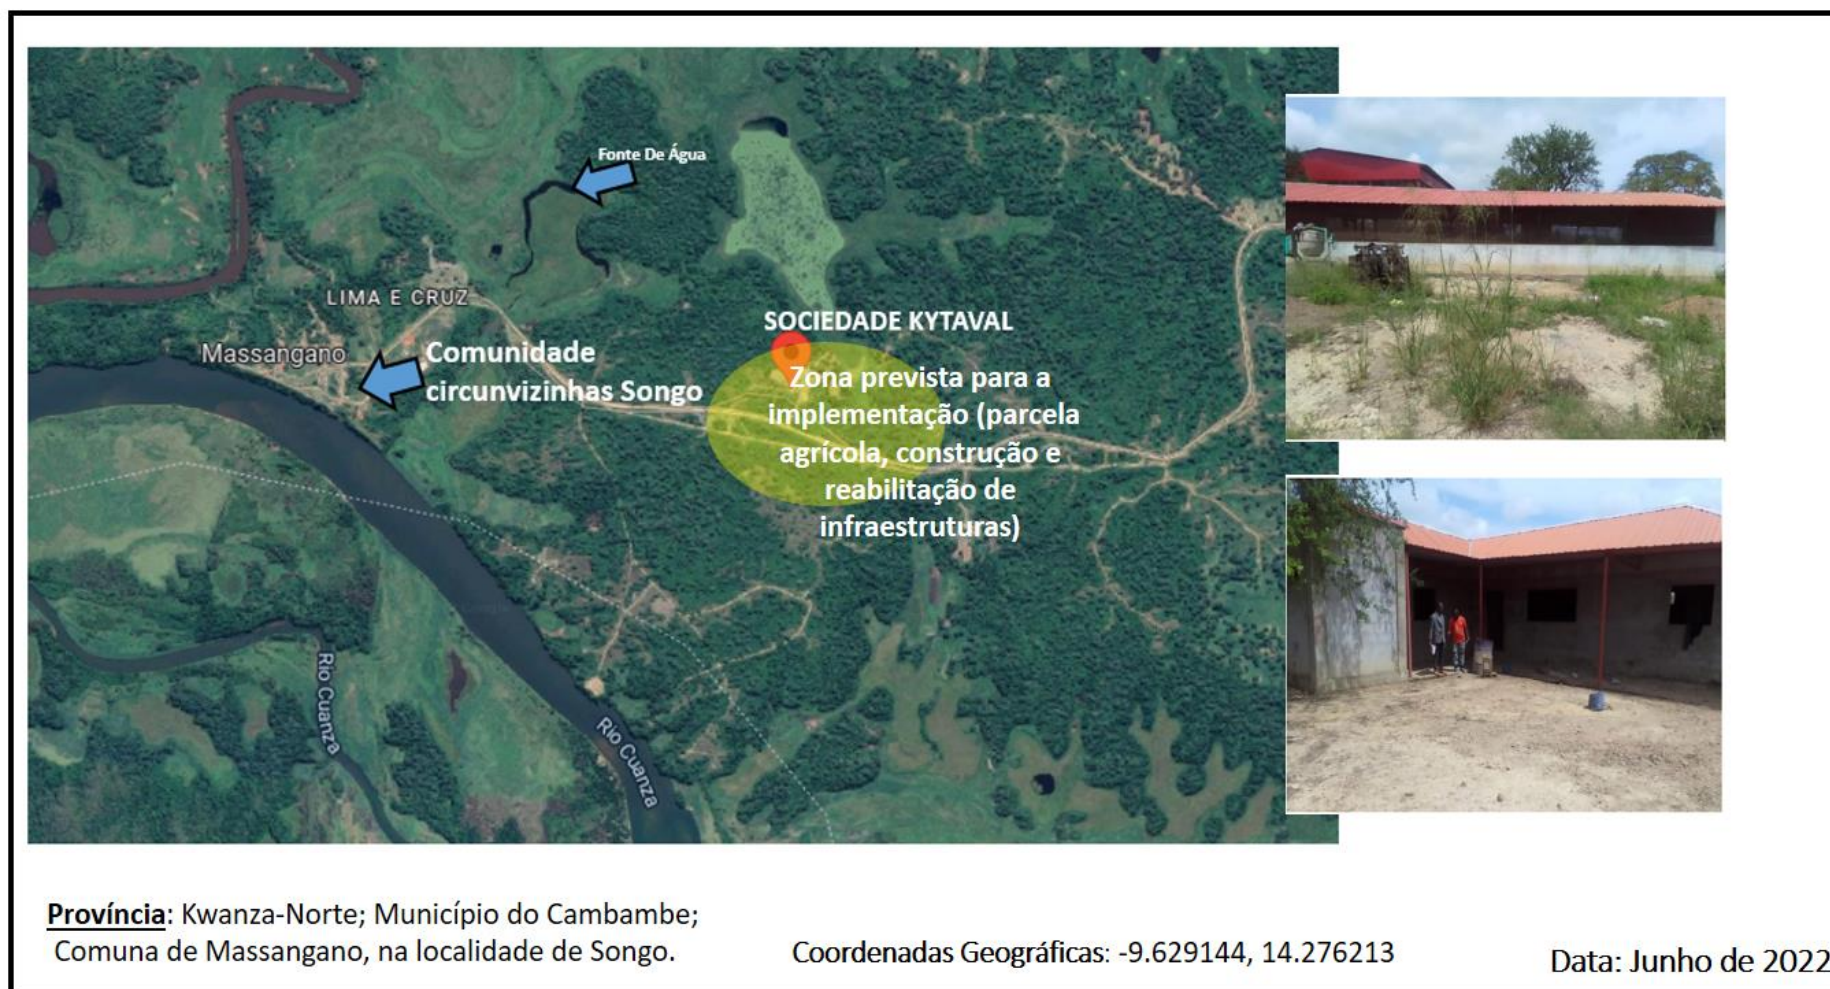 Fonte De Água
LIMA E CRUZ
Massangano
Comunidade
circunvizinhas Songo
SOCIEDADE KYTAVAL
Zona prevista para a
implementação (parcela
agrícola, construção e
reabilitação de
infraestruturas)
Rio Cuanza
Rio Cuanza
Província: Kwanza-Norte; Município do Cambambe;
Comuna de Massangano, na localidade de Songo.
Coordenadas Geográficas: -9.629144, 14.276213
Data: Junho de 2022